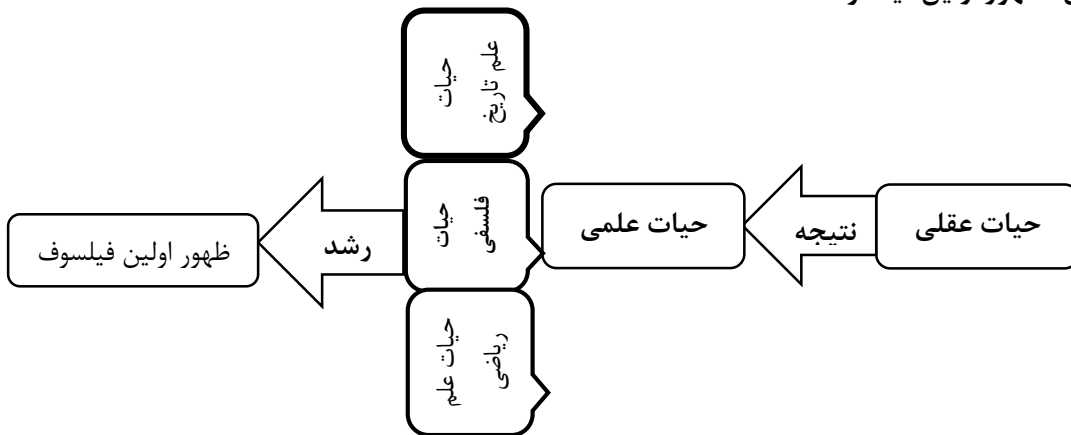 حیات عقلی
نتیجه
حیات علمی
حیات
علم تاریخ
حیات
فلسفی
حیات علم
ریاضی
رشد
ظهور اولین فیلسوف